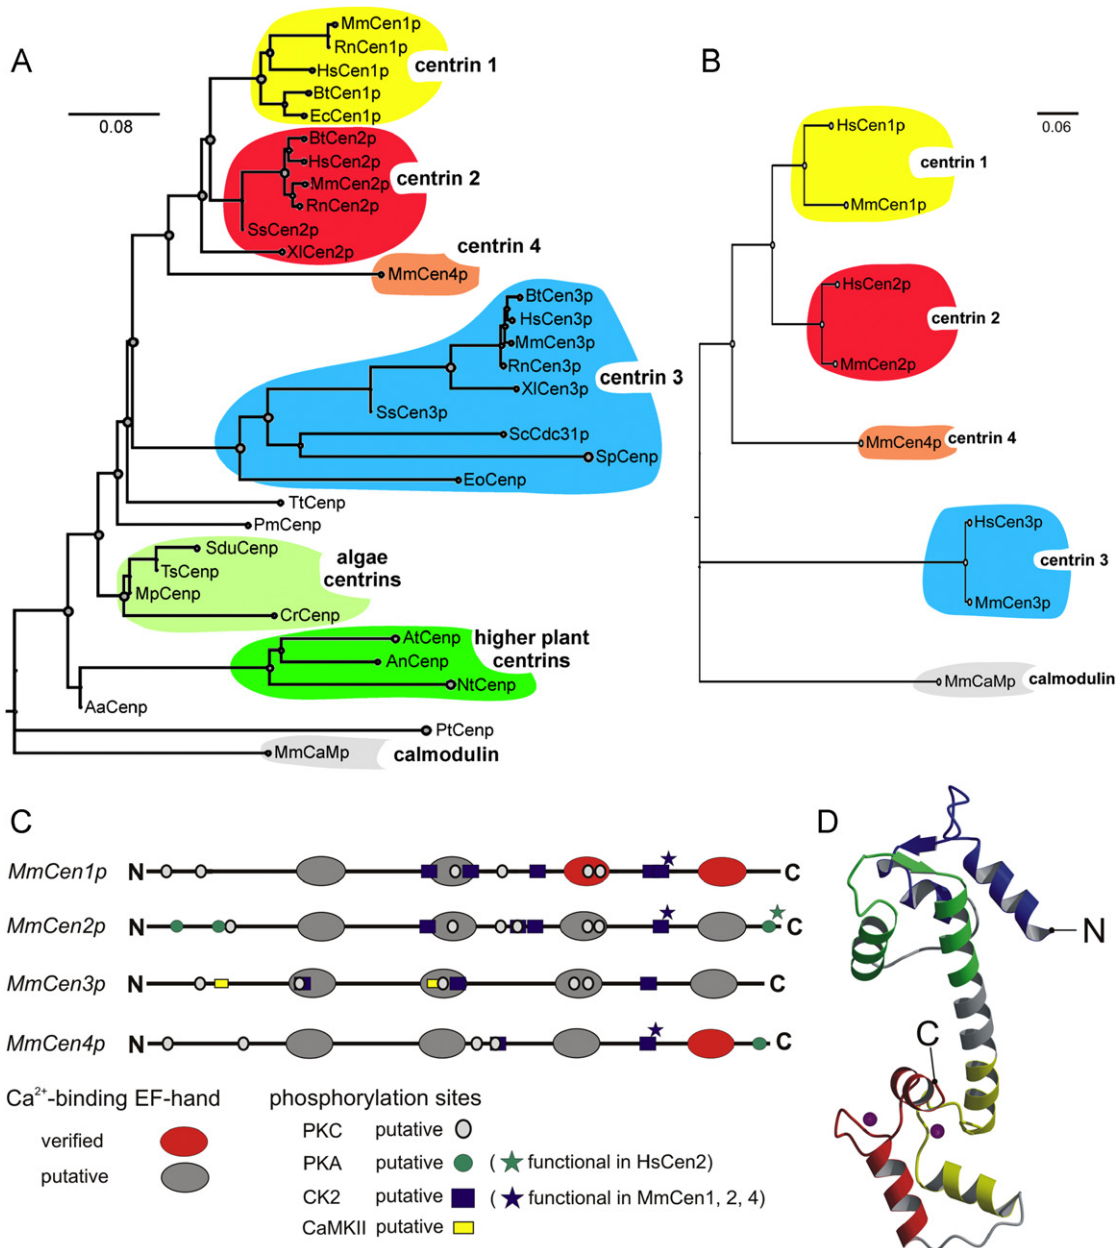 A
MmCen1p
RnCen1p
HsCen1p
centrin 1
BtCen1p
EcCen1p
0.08
BtCen2p
HsCen2p
MmCen2p
centrin 2
RnCen2p
SsCen2p
XlCen2p
centrin 4
MmCen4p
BtCen3p
HsCen3p
MmCen3p
RnCen3p
centrin 3
XlCen3p
SsCen3p
ScCdc31p
SpCenp
EoCenp
TtCenp
PmCenp
SduCenp
algae
centrins
TsCenp
MpCenp
CrCenp
AtCenp
higher plant
centrins
AnCenp
NtCenp
AaCenp
PtCenp
MmCaMp
calmodulin
B
0.06
HsCen1p
centrin 1
MmCen1p
HsCen2p
centrin 2
MmCen2p
MmCen4p
centrin 4
HsCen3p
centrin 3
MmCen3p
MmCaMp
calmodulin
C
MmCen1p N C
MmCen2p N C
MmCen3p N C
MmCen4p N C
Ca2+-binding EF-hand
verified
putative
phosphorylation sites
PKC putative
PKA putative ( functional in HsCen2)
CK2 putative ( functional in MmCen1, 2, 4)
CaMKII putative
D
N
C